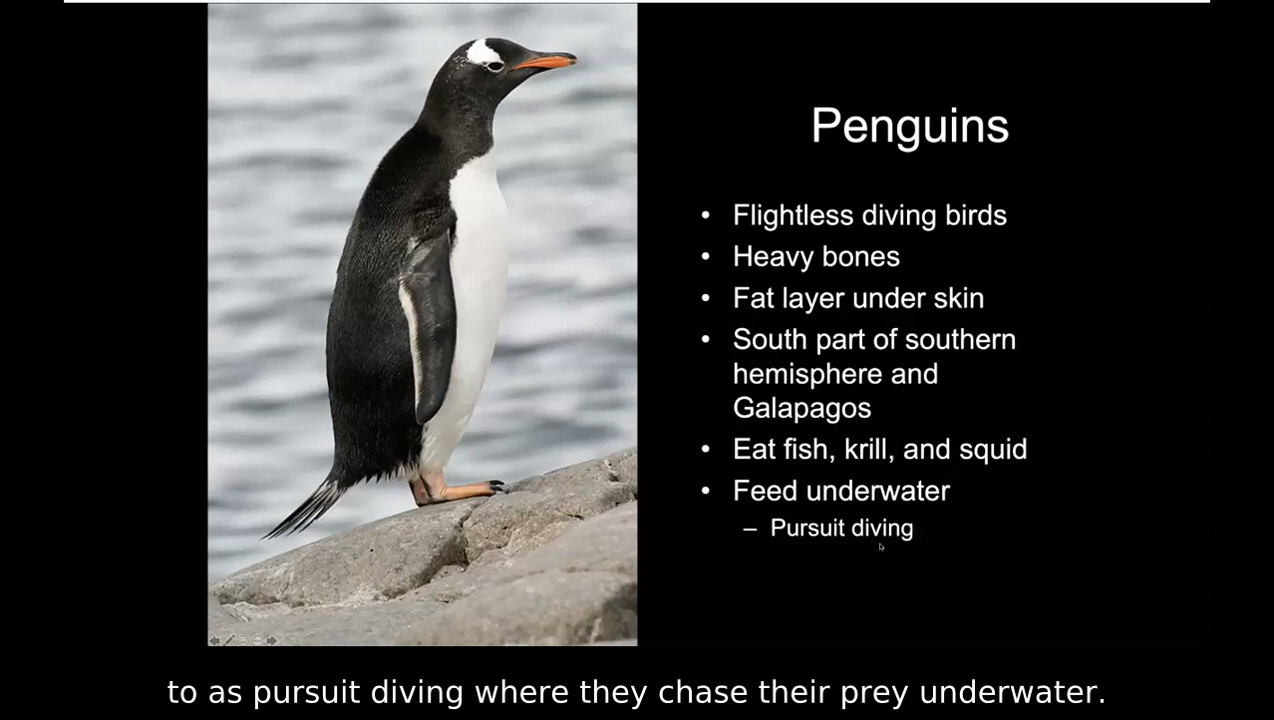 Penguins
• Flightless diving birds
• Heavy bones
• Fat layer under skin
• South part of southern
hemisphere and
Galapagos
• Eat fish, krill, and squid
• Feed underwater
– Pursuit diving
to as pursuit diving where they chase their prey underwater.